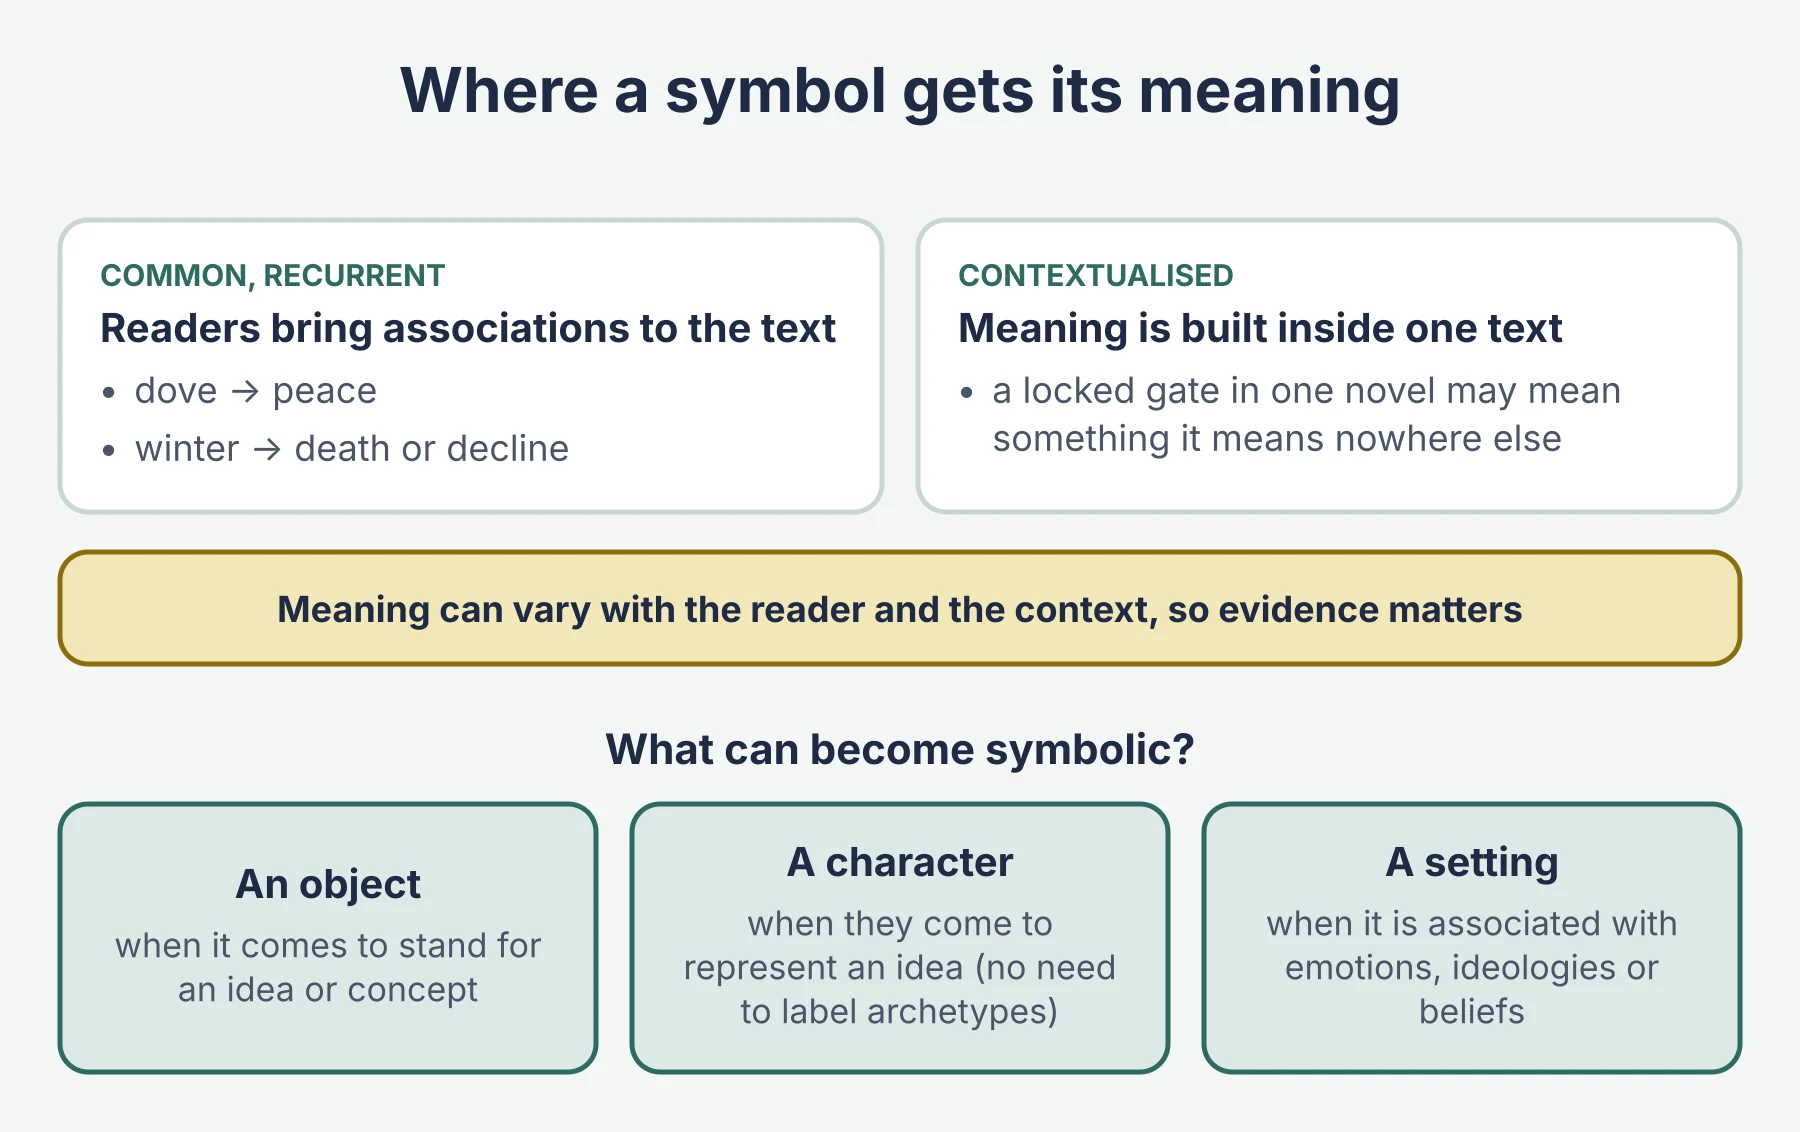 Where a symbol gets its meaning
COMMON, RECURRENT
Readers bring associations to the text
• dove → peace
• winter → death or decline
CONTEXTUALISED
Meaning is built inside one text
• a locked gate in one novel may mean
something it means nowhere else
Meaning can vary with the reader and the context, so evidence matters
What can become symbolic?
An object
when it comes to stand for
an idea or concept
A character
when they come to
represent an idea (no need
to label archetypes)
A setting
when it is associated with
emotions, ideologies or
beliefs